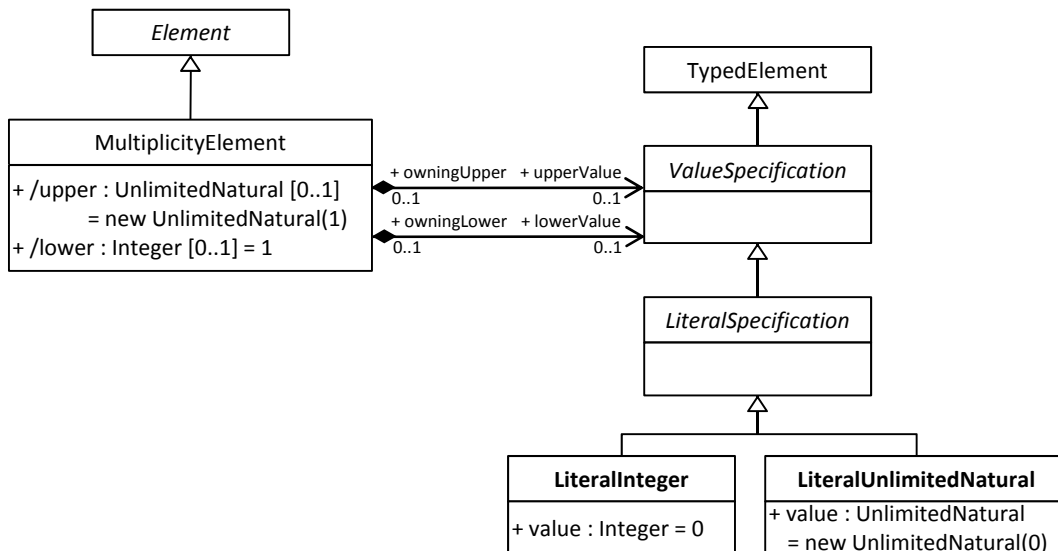 Element
TypedElement
MultiplicityElement
+ /upper : UnlimitedNatural [0..1]
= new UnlimitedNatural(1)
+ /lower : Integer [0..1] = 1
+ owningUpper + upperValue
0..1 0..1
+ owningLower + lowerValue
0..1 0..1
ValueSpecification
LiteralSpecification
LiteralInteger
+ value : Integer = 0
LiteralUnlimitedNatural
+ value : UnlimitedNatural
= new UnlimitedNatural(0)